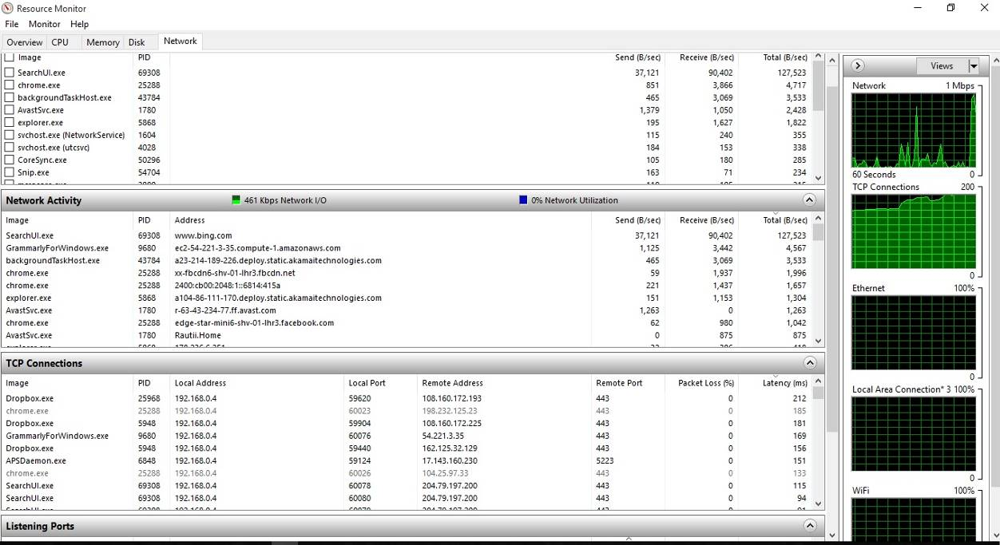 Resource Monitor
File Monitor Help
Overview CPU Memory Disk Network
Image PID Send (B/sec) Receive (B/sec) Total (B/sec)
SearchUI.exe 69308 37,121 90,402 127,523
chrome.exe 25288 851 3,866 4,717
backgroundTaskHost.exe 43784 465 3,069 3,533
AvastSvc.exe 1780 1,379 1,050 2,428
explorer.exe 5868 195 1,627 1,822
svchost.exe (NetworkService) 1604 115 240 355
svchost.exe (utcsvc) 4028 184 153 338
CoreSync.exe 50296 105 180 285
Snip.exe 54704 163 71 234
Network Activity 461 Kbps Network I/O 0% Network Utilization
Image PID Address Send (B/sec) Receive (B/sec) Total (B/sec)
SearchUI.exe 69308 www.bing.com 37,121 90,402 127,523
GrammarlyForWindows.exe 9680 ec2-54-221-3-35.compute-1.amazonaws.com 1,125 3,442 4,567
backgroundTaskHost.exe 43784 a23-214-189-226.deploy.static.akamaitechnologies.com 465 3,069 3,533
chrome.exe 25288 xx-fbcdn6-shv-01-lhr3.fbcdn.net 59 1,937 1,996
chrome.exe 25288 2400:cb00:2048:1::6814:415a 221 1,437 1,657
explorer.exe 5868 a104-86-111-170.deploy.static.akamaitechnologies.com 151 1,153 1,304
AvastSvc.exe 1780 r-63-43-234-77.ff.avast.com 1,263 0 1,263
chrome.exe 25288 edge-star-mini6-shv-01-lhr3.facebook.com 62 980 1,042
AvastSvc.exe 1780 Rautii.Home 0 875 875
TCP Connections
Image PID Local Address Local Port Remote Address Remote Port Packet Loss (%) Latency (ms)
Dropbox.exe 25968 192.168.0.4 59620 108.160.172.193 443 0 212
chrome.exe 25288 192.168.0.4 60023 198.232.125.23 443 0 185
Dropbox.exe 5948 192.168.0.4 59904 108.160.172.225 443 0 181
GrammarlyForWindows.exe 9680 192.168.0.4 60076 54.221.3.35 443 0 169
Dropbox.exe 5948 192.168.0.4 59440 162.125.32.129 443 0 156
APSDaemon.exe 6848 192.168.0.4 59124 17.143.160.230 5223 0 151
chrome.exe 25288 192.168.0.4 60026 104.25.97.33 443 0 133
SearchUI.exe 69308 192.168.0.4 60078 204.79.197.200 443 0 115
SearchUI.exe 69308 192.168.0.4 60080 204.79.197.200 443 0 94
Listening Ports
Views
Network 1 Mbps
60 Seconds 0
TCP Connections 200
0
Ethernet 100%
0
Local Area Connection* 3 100%
0
WiFi 100%